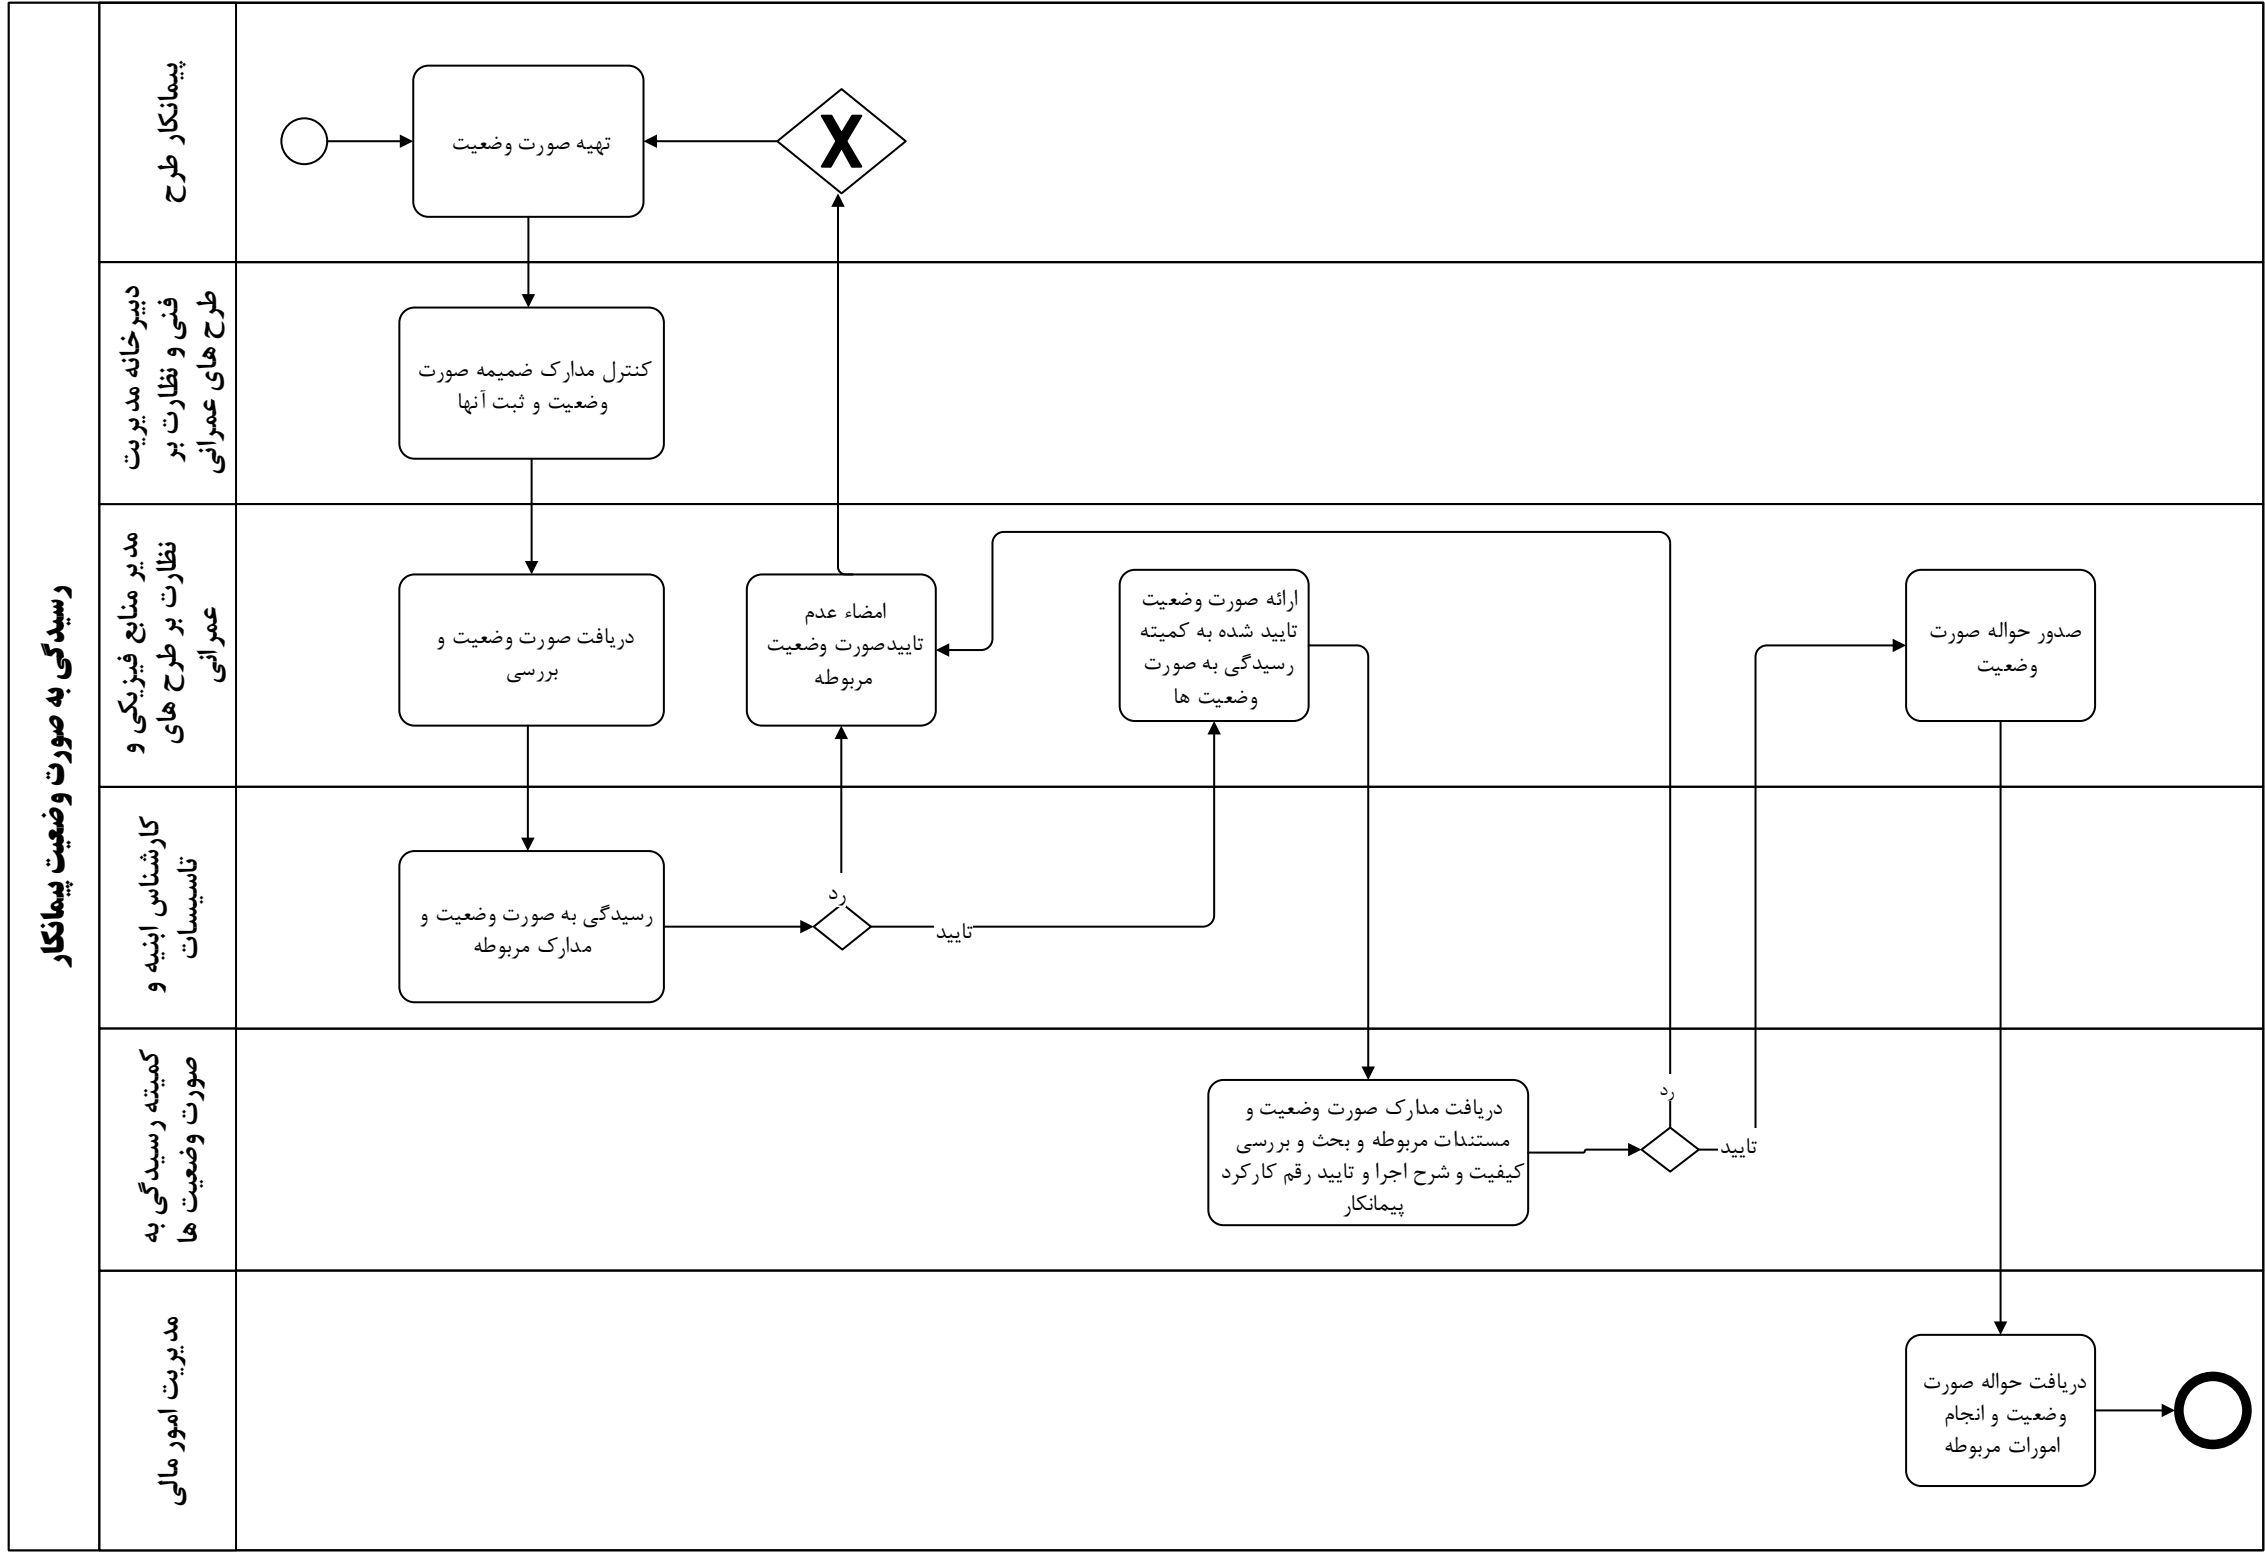 رسیدگی به صورت وضعیت پیمانکار
پیمانکار طرح
تهیه صورت وضعیت
X
دبیرخانه مدیریت
فنی و نظارت بر
طرح های عمرانی
کنترل مدارک ضمیمه صورت
وضعیت و ثبت آنها
مدیر منابع فیزیکی و
نظارت بر طرح های
عمرانی
دریافت صورت وضعیت و
بررسی
امضاء عدم
تاییدصورت وضعیت
مربوطه
ارائه صورت وضعیت
تایید شده به کمیته
رسیدگی به صورت
وضعیت ها
صدور حواله صورت
وضعیت
کارشناس ابنیه و
تاسیسات
رسیدگی به صورت وضعیت و
مدارک مربوطه
رد
تایید
کمیته رسیدگی به
صورت وضعیت ها
دریافت مدارک صورت وضعیت و
مستندات مربوطه و بحث و بررسی
کیفیت و شرح اجرا و تایید رقم کارکرد
پیمانکار
رد
تایید
مدیریت امور مالی
دریافت حواله صورت
وضعیت و انجام
امورات مربوطه